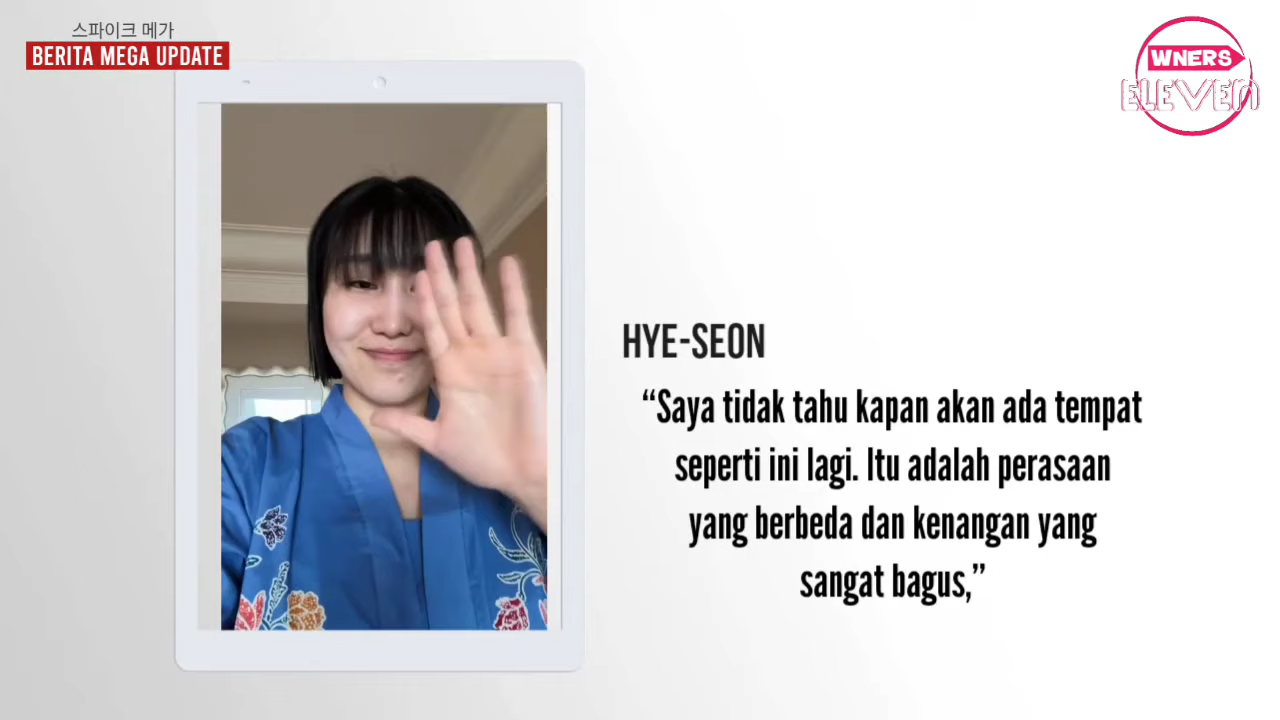 스파이크 메가
BERITA MEGA UPDATE
WNERS
ELEVEN
HYE-SEON
“Saya tidak tahu kapan akan ada tempat
seperti ini lagi. Itu adalah perasaan
yang berbeda dan kenangan yang
sangat bagus,”